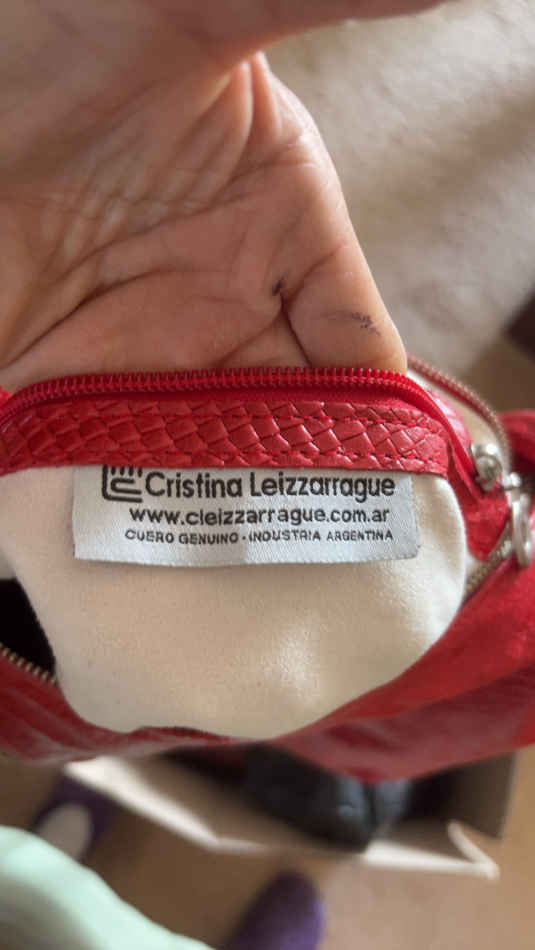 Cristina Leizzarrague
www.cleizzarrague.com.ar
CUERO GENUINO · INDUSTRIA ARGENTINA